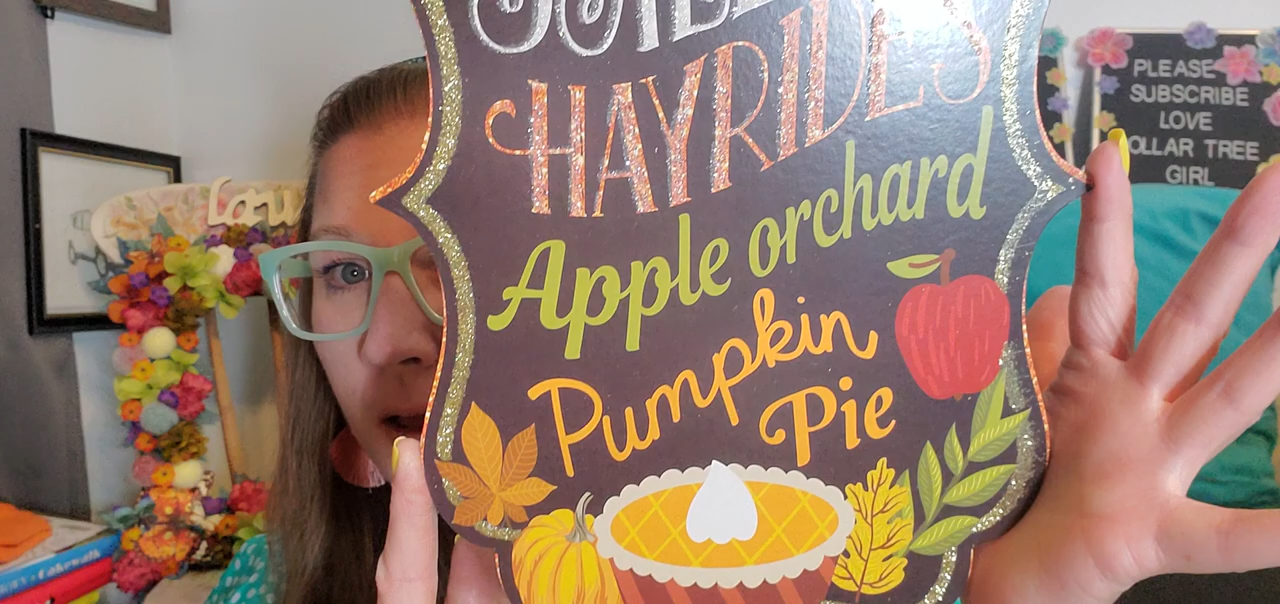 HAYRIDES
Apple orchard
Pumpkin
Pie
PLEASE
SUBSCRIBE
LOVE
OLLAR TREE
GIRL